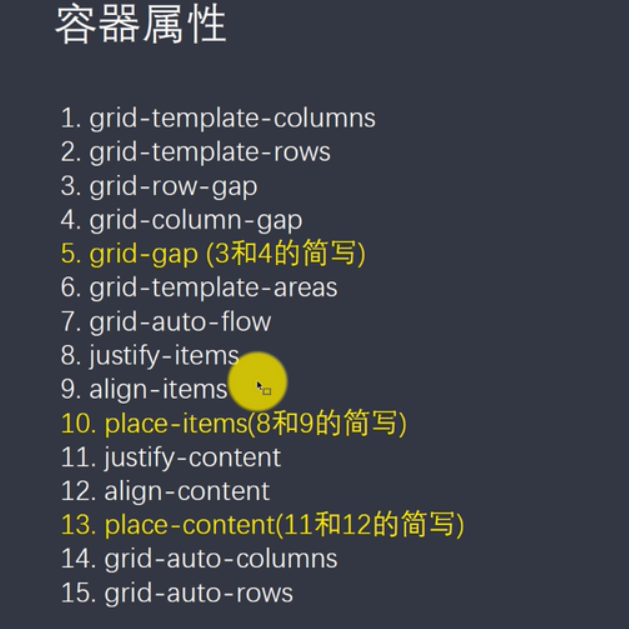 容器属性
1. grid-template-columns
2. grid-template-rows
3. grid-row-gap
4. grid-column-gap
5. grid-gap (3和4的简写)
6. grid-template-areas
7. grid-auto-flow
8. justify-items
9. align-items
10. place-items(8和9的简写)
11. justify-content
12. align-content
13. place-content(11和12的简写)
14. grid-auto-columns
15. grid-auto-rows